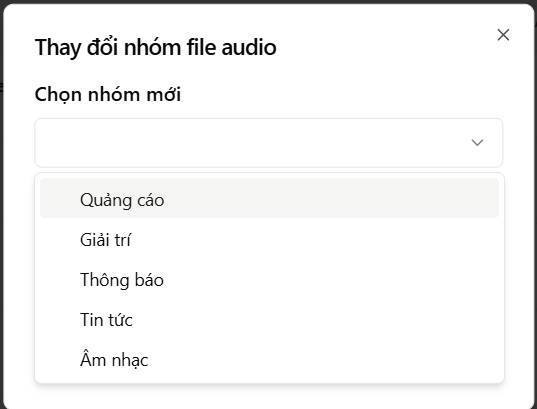 Thay đổi nhóm file audio
Chọn nhóm mới
Quảng cáo
Giải trí
Thông báo
Tin tức
Âm nhạc